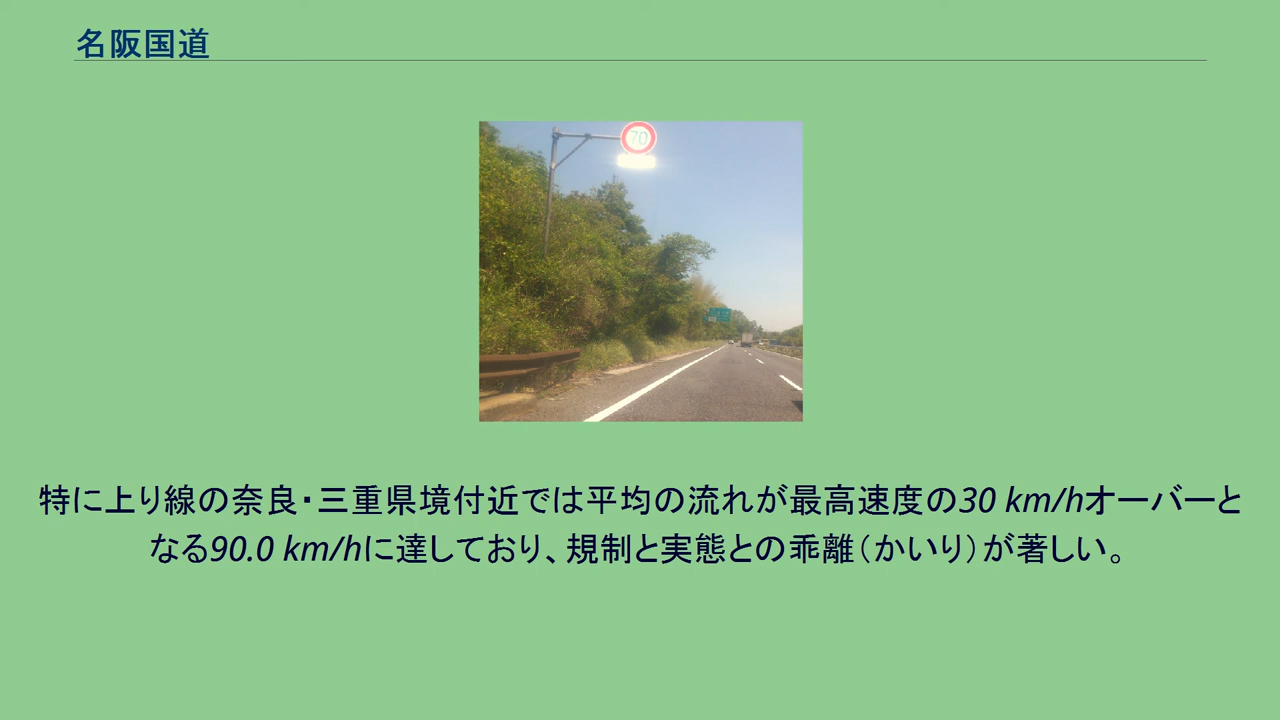 名阪国道
70
特に上り線の奈良・三重県境付近では平均の流れが最高速度の30 km/hオーバーと
なる90.0 km/hに達しており、規制と実態との乖離（かいり）が著しい。